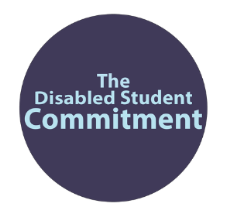 The
Disabled Student
Commitment